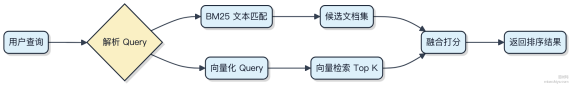 用户查询
解析 Query
BM25 文本匹配
候选文档集
向量化 Query
向量检索 Top K
融合打分
返回排序结果